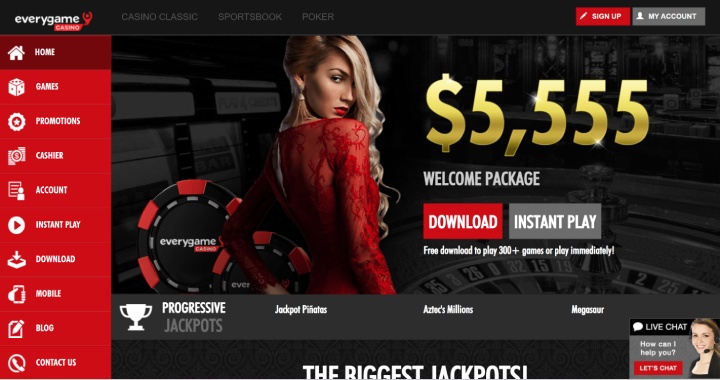 everygame
CASINO
CASINO CLASSIC
SPORTSBOOK
POKER
SIGN UP
MY ACCOUNT
HOME
GAMES
PROMOTIONS
CASHIER
ACCOUNT
INSTANT PLAY
DOWNLOAD
MOBILE
BLOG
CONTACT US
BAR
everygame
CASINO
$5,555
WELCOME PACKAGE
DOWNLOAD
INSTANT PLAY
Free download to play 300+ games or play immediately!
PROGRESSIVE
JACKPOTS
Jackpot Piñatas
Aztec's Millions
Megasaur
THE BIGGEST JACKPOTS!
LIVE CHAT
How can I
help you?
LET'S CHAT